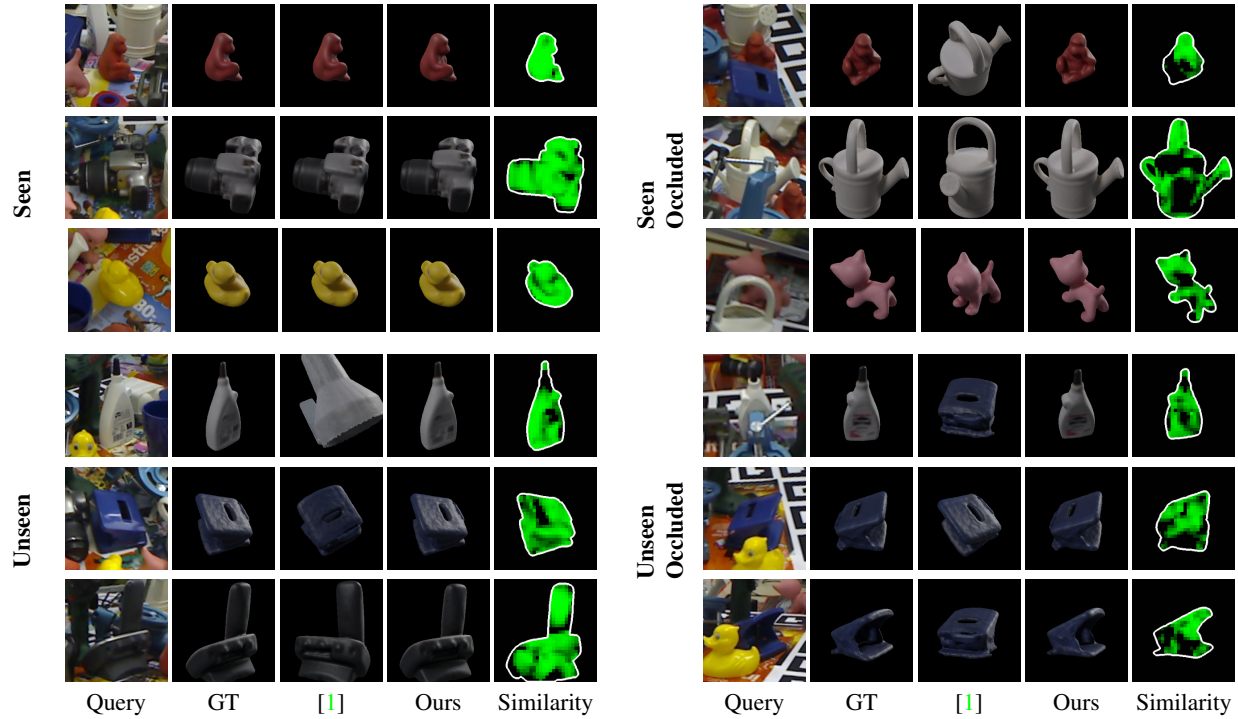 Seen
Seen
Occluded
Unseen
Unseen
Occluded
Query GT [1] Ours Similarity
Query GT [1] Ours Similarity